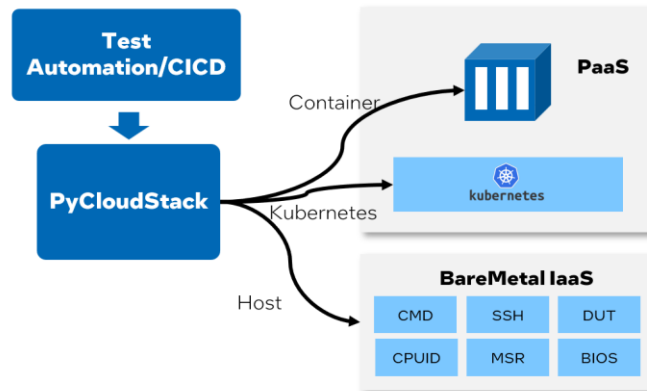 Test
Automation/CICD
PaaS
Container
PyCloudStack
kubernetes
Kubernetes
BareMetal IaaS
Host
CMD SSH DUT
CPUID MSR BIOS